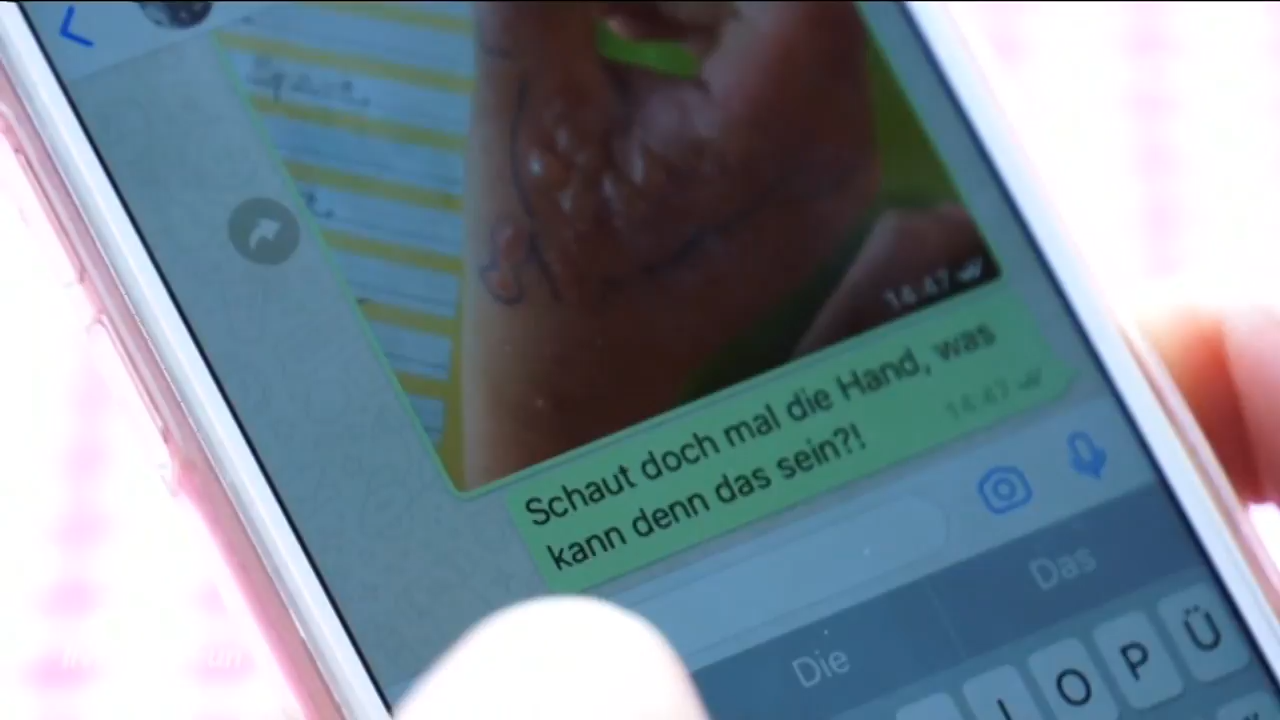 14:47
Schaut doch mal die Hand, was
kann denn das sein?!
14:47
Die
Das
I O P Ü